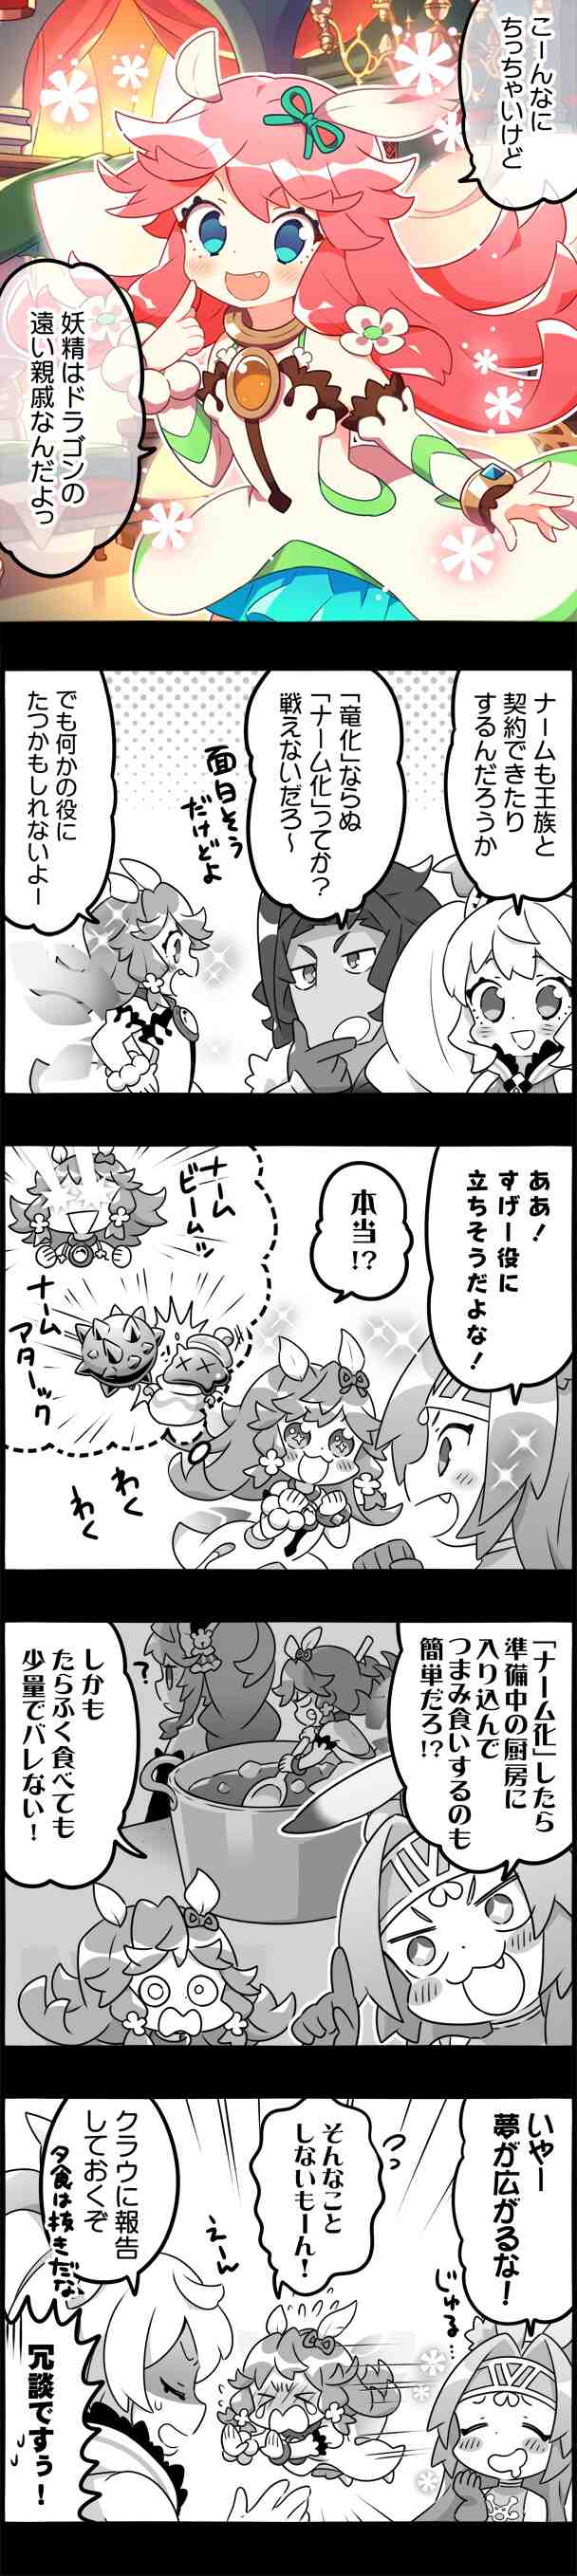 こーんなに
ちっちゃいけど
妖精はドラゴンの
遠い親戚なんだよっ
ナームも王族と
契約できたり
するんだろうか
「竜化」ならぬ
「ナーム化」ってか?
戦えないだろ〜
面白そう
だけどよ
でも何かの役に
たつかもしれないよー
ああ!
すげー役に
立ちそうだよな!
本当!?
ナーム
ビームッ
ナーム
アターック
わく
わく
「ナーム化」したら
準備中の厨房に
入り込んで
つまみ食いするのも
簡単だろ!?
?
しかも
たらふく食べても
少量でバレない!
いやー
夢が広がるな!
じゅる…
そんなこと
しないもーん!
えーん
クラウに報告
しておくぞ
夕食は抜きだな
冗談ですぅ!